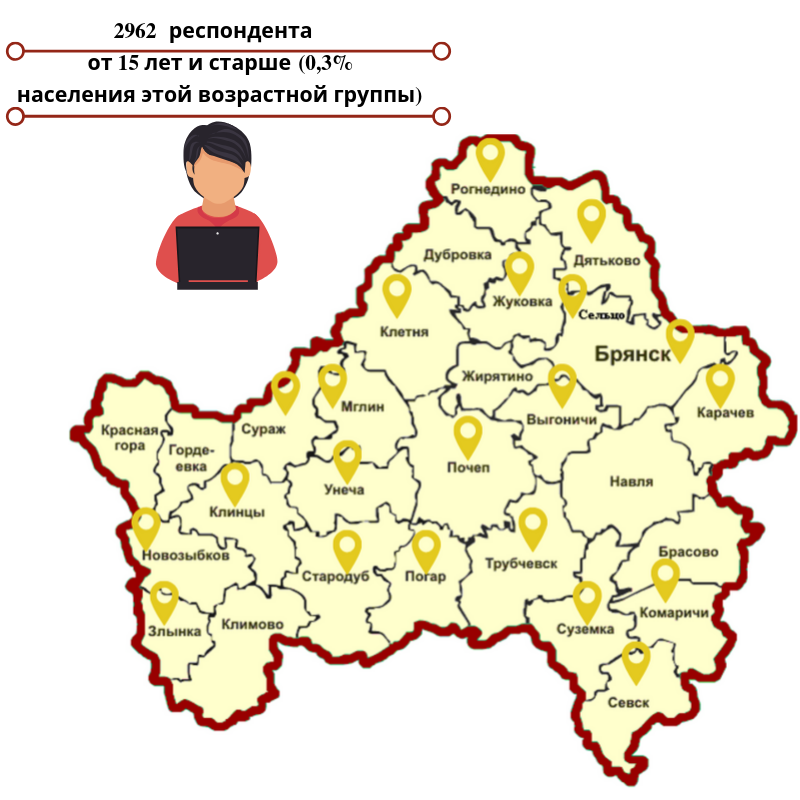 2962 респондента
от 15 лет и старше (0,3%
населения этой возрастной группы)
Рогнедино
Дубровка
Дятьково
Жуковка
Сельцо
Клетня
Брянск
Жирятино
Мглин
Карачев
Выгоничи
Сураж
Красная
гора
Горде-
евка
Почеп
Унеча
Навля
Клинцы
Новозыбков
Стародуб
Погар
Трубчевск
Брасово
Комаричи
Злынка
Климово
Суземка
Севск